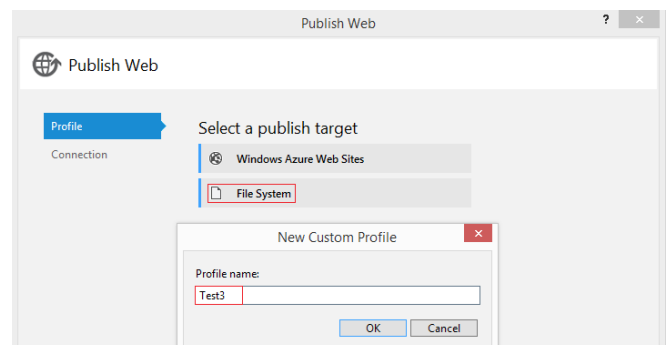 Publish Web
?
Publish Web
Profile
Connection
Select a publish target
Windows Azure Web Sites
File System
New Custom Profile
Profile name:
Test3
OK Cancel